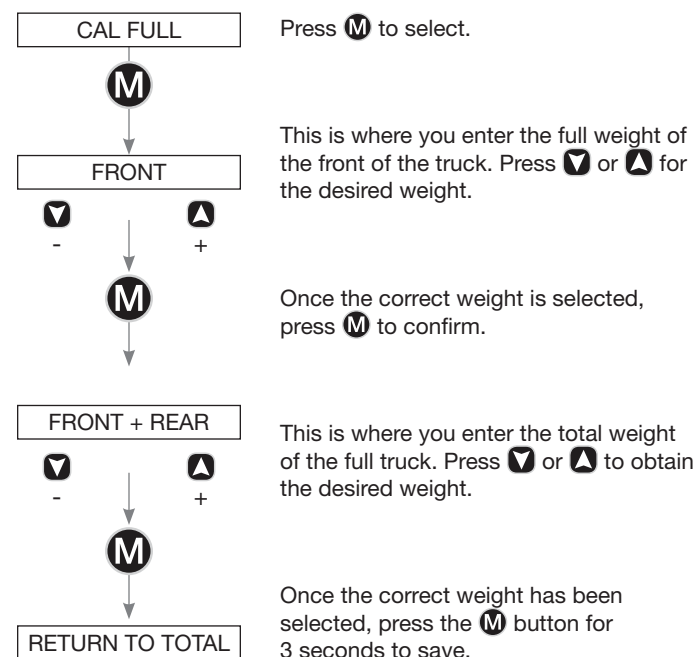 CAL FULL
Press M to select.
M
This is where you enter the full weight of
the front of the truck. Press or for
the desired weight.
FRONT
- +
M
Once the correct weight is selected,
press M to confirm.
FRONT + REAR
This is where you enter the total weight
of the full truck. Press or to obtain
the desired weight.
- +
M
Once the correct weight has been
selected, press the M button for
3 seconds to save.
RETURN TO TOTAL